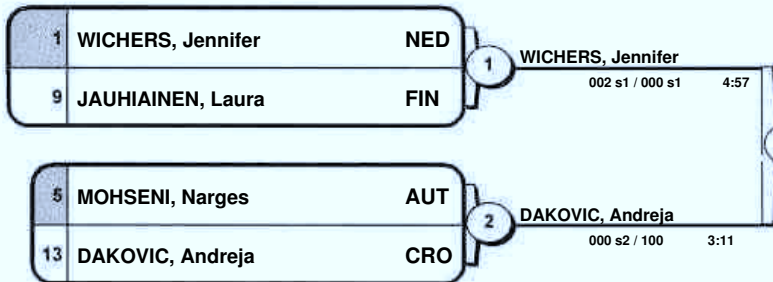 1 WICHERS, Jennifer NED
9 JAUHIAINEN, Laura FIN
1
WICHERS, Jennifer
002 s1 / 000 s1 4:57
5 MOHSENI, Narges AUT
13 DAKOVIC, Andreja CRO
2
DAKOVIC, Andreja
000 s2 / 100 3:11